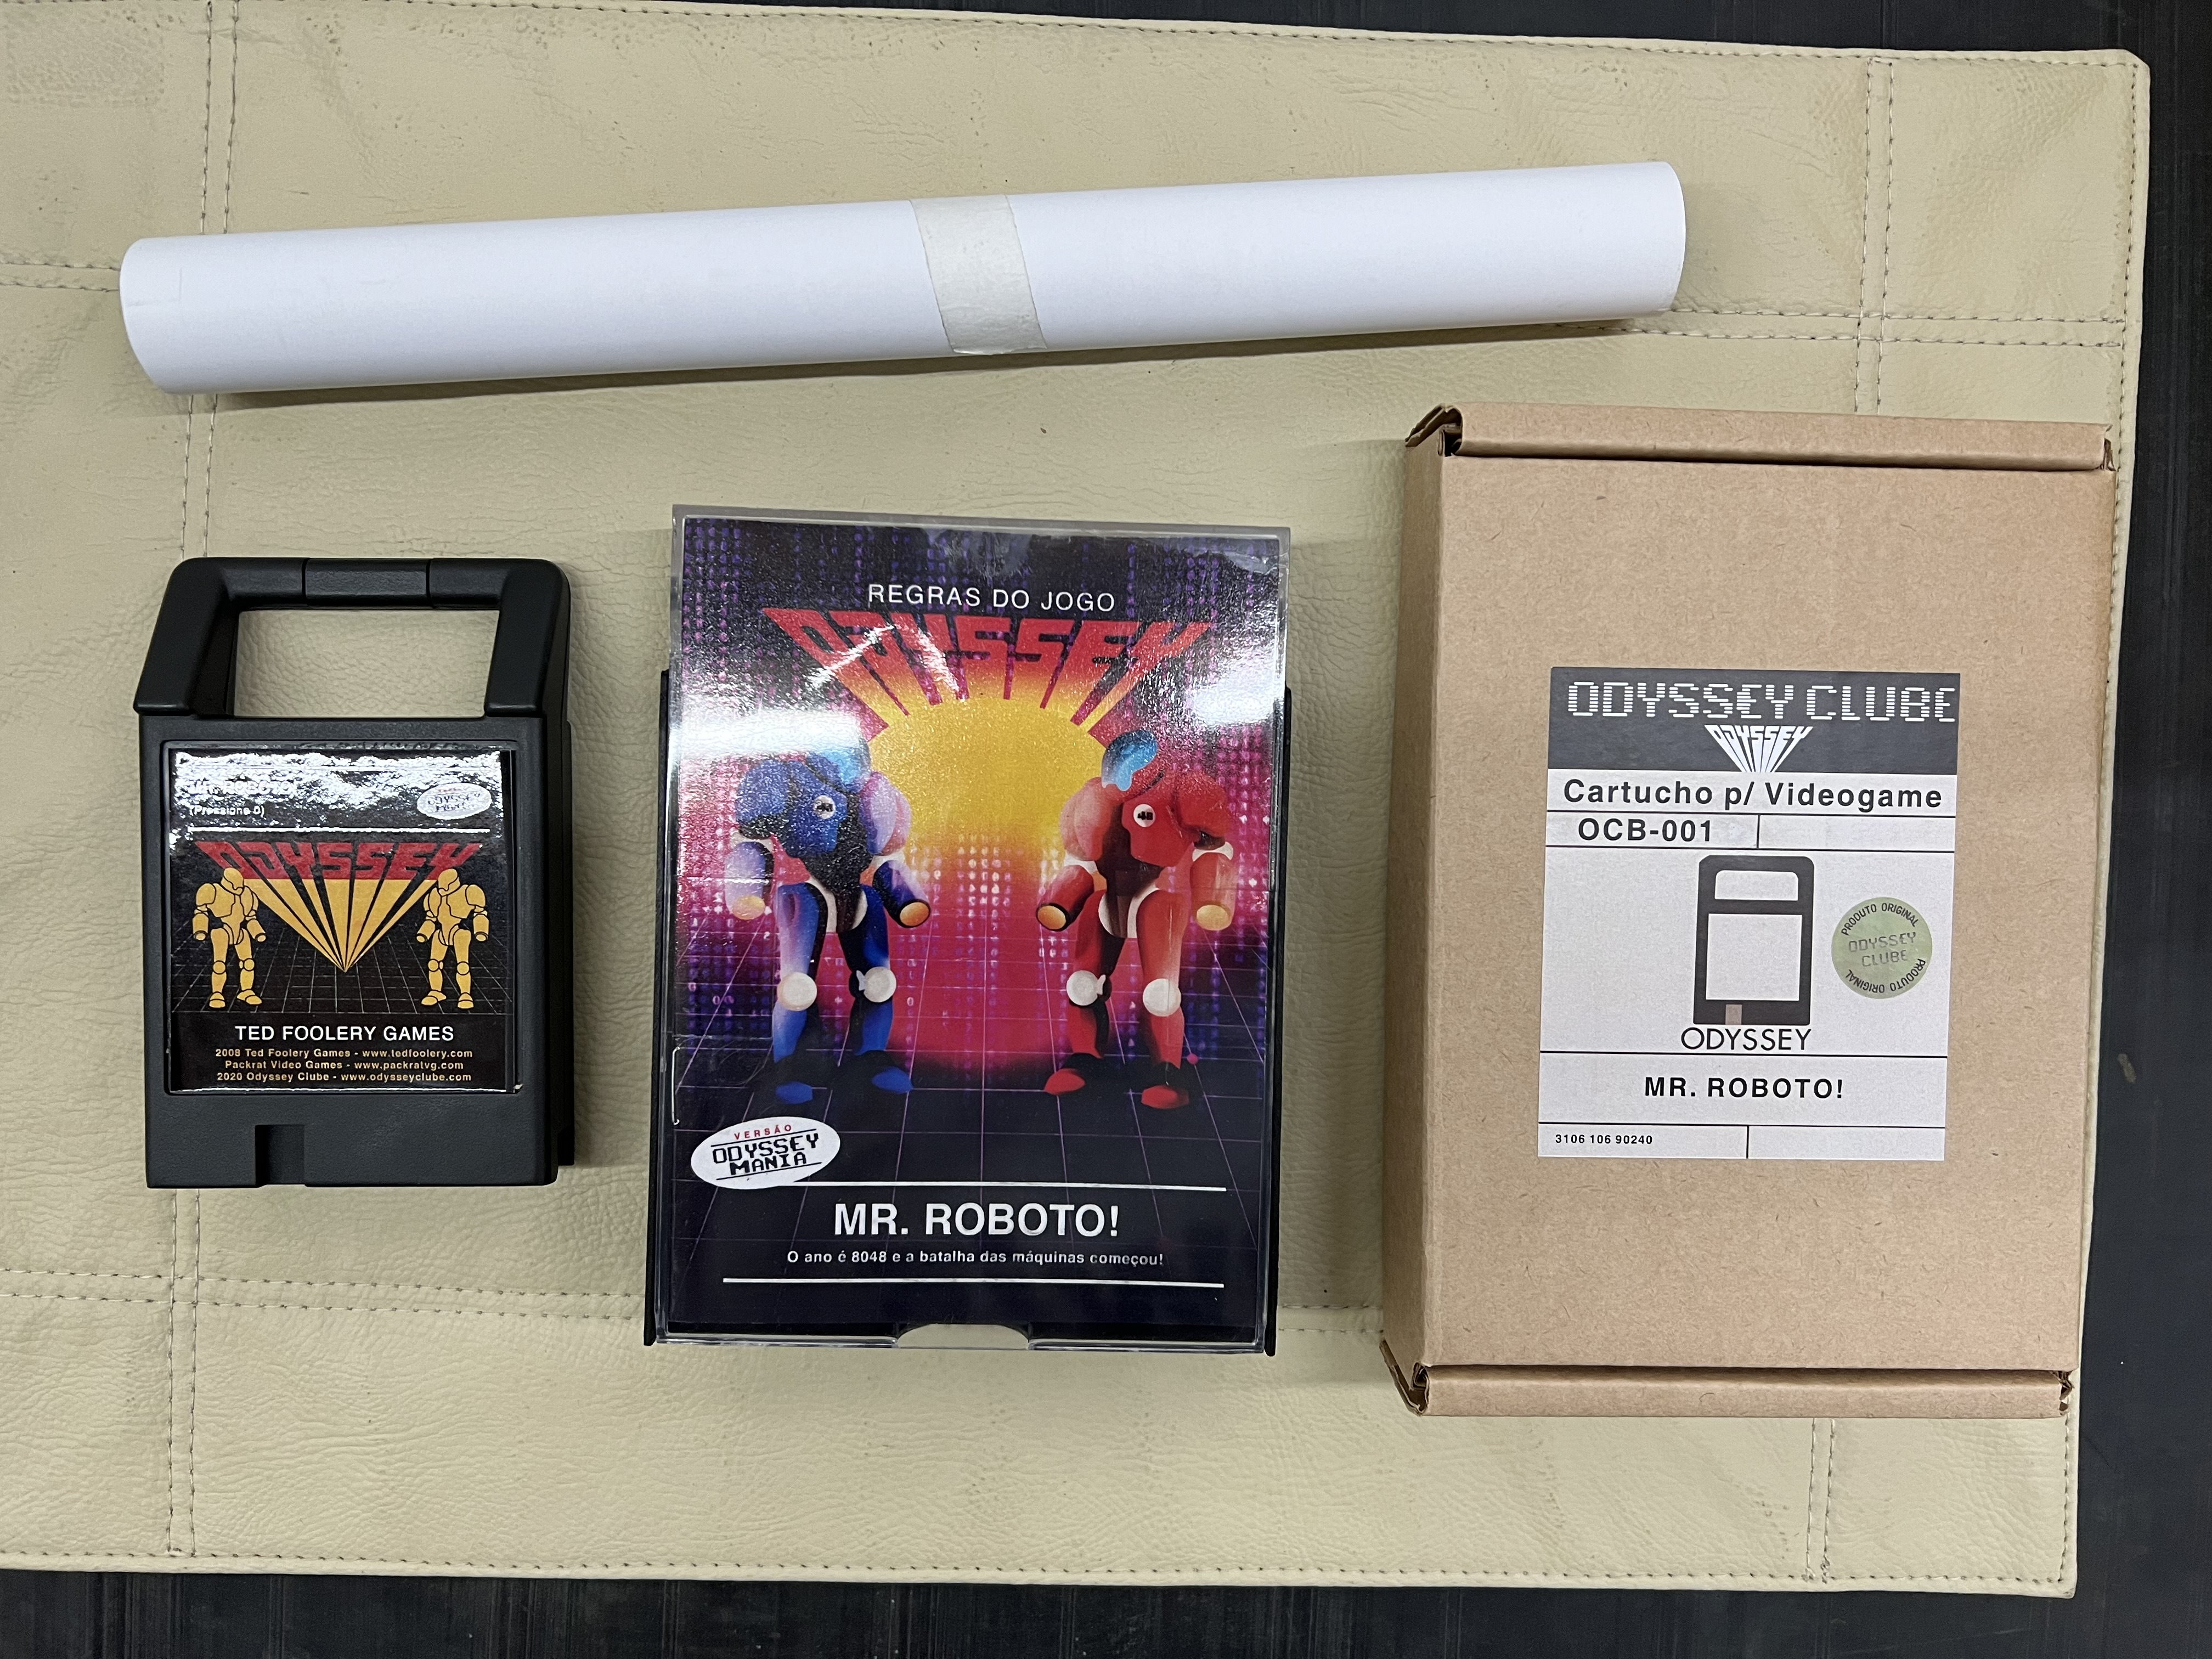 MR. ROBOTO!
(Pressione 0)
ODYSSEY
TED FOOLERY GAMES
2008 Ted Foolery Games - www.tedfoolery.com
Packrat Video Games - www.packratvg.com
2020 Odyssey Clube - www.odysseyclube.com
REGRAS DO JOGO
ODYSSEY
VERSÃO
ODYSSEY
MANIA
MR. ROBOTO!
O ano é 8048 e a batalha das máquinas começou!
ODYSSEY CLUBE
ODYSSEY
Cartucho p/ Videogame
OCB-001
PRODUTO ORIGINAL
ODYSSEY
CLUBE
PRODUTO ORIGINAL
ODYSSEY
MR. ROBOTO!
3106 106 90240